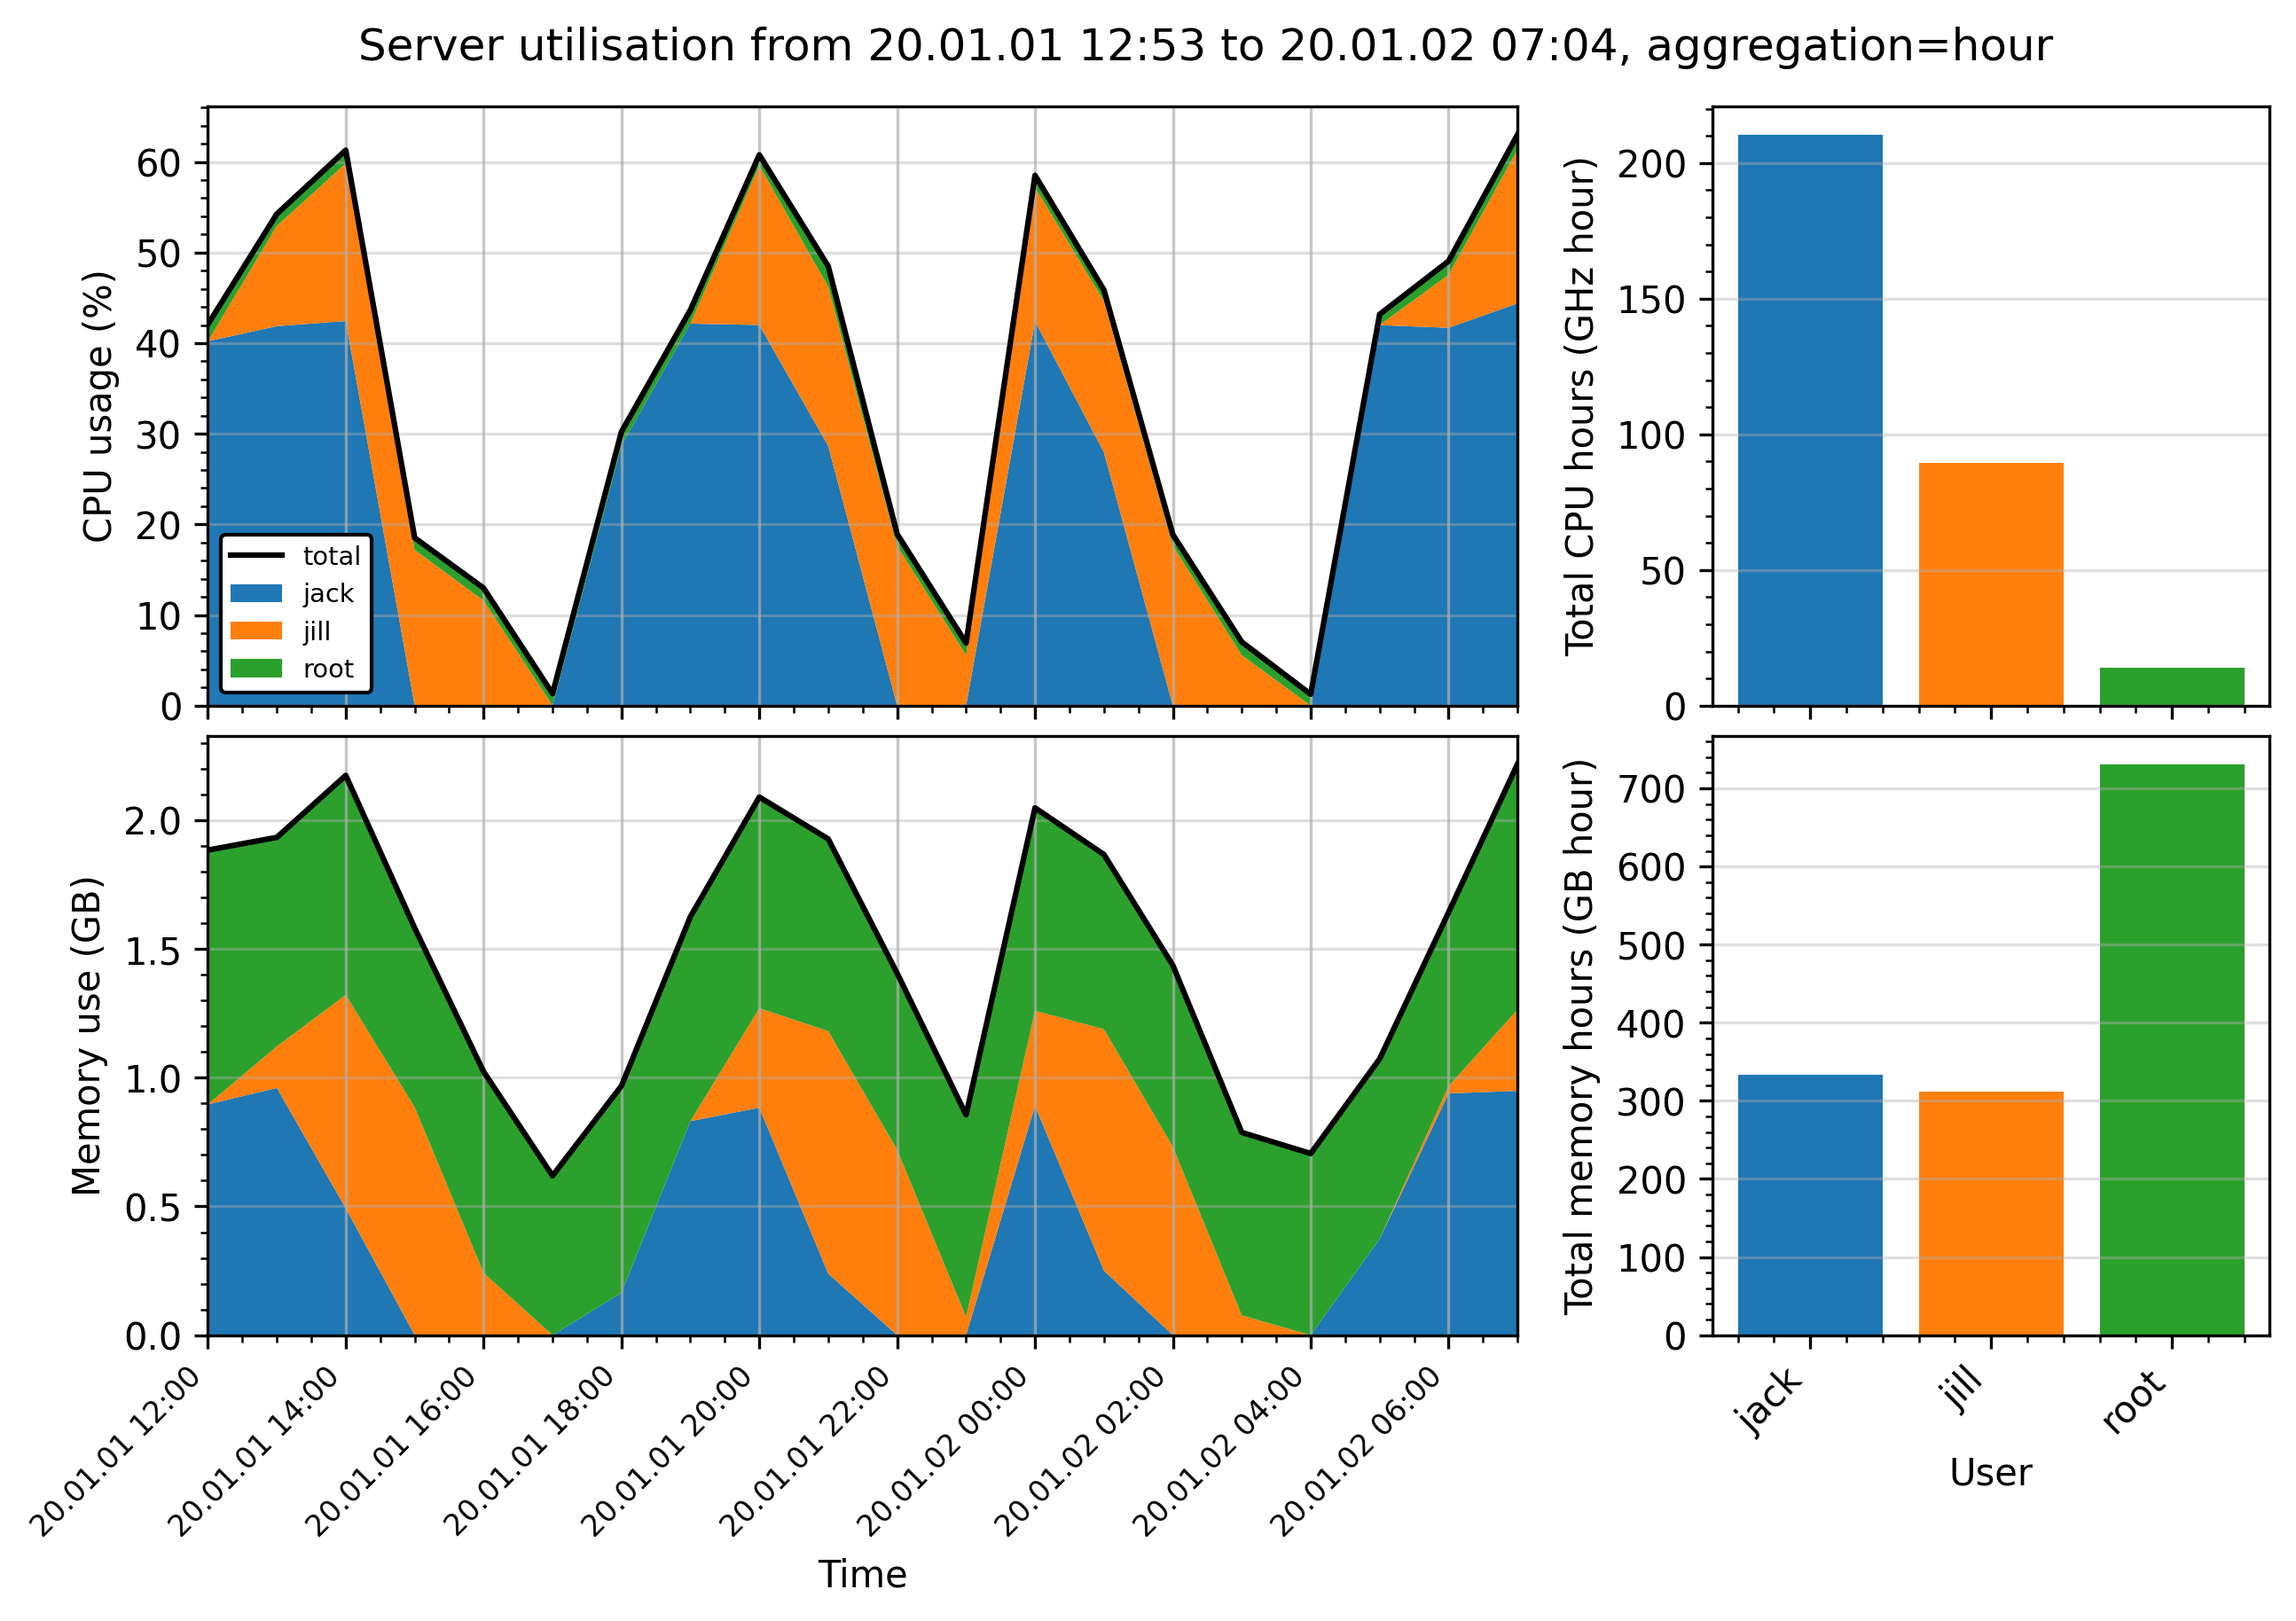 Server utilisation from 20.01.01 12:53 to 20.01.02 07:04, aggregation=hour
CPU usage (%)
60
50
40
30
20
10
0
total
jack
jill
root
Total CPU hours (GHz hour)
200
150
100
50
0
Memory use (GB)
2.0
1.5
1.0
0.5
0.0
20.01.01 12:00
20.01.01 14:00
20.01.01 16:00
20.01.01 18:00
20.01.01 20:00
20.01.01 22:00
20.01.02 00:00
20.01.02 02:00
20.01.02 04:00
20.01.02 06:00
Time
Total memory hours (GB hour)
700
600
500
400
300
200
100
0
jack
jill
root
User